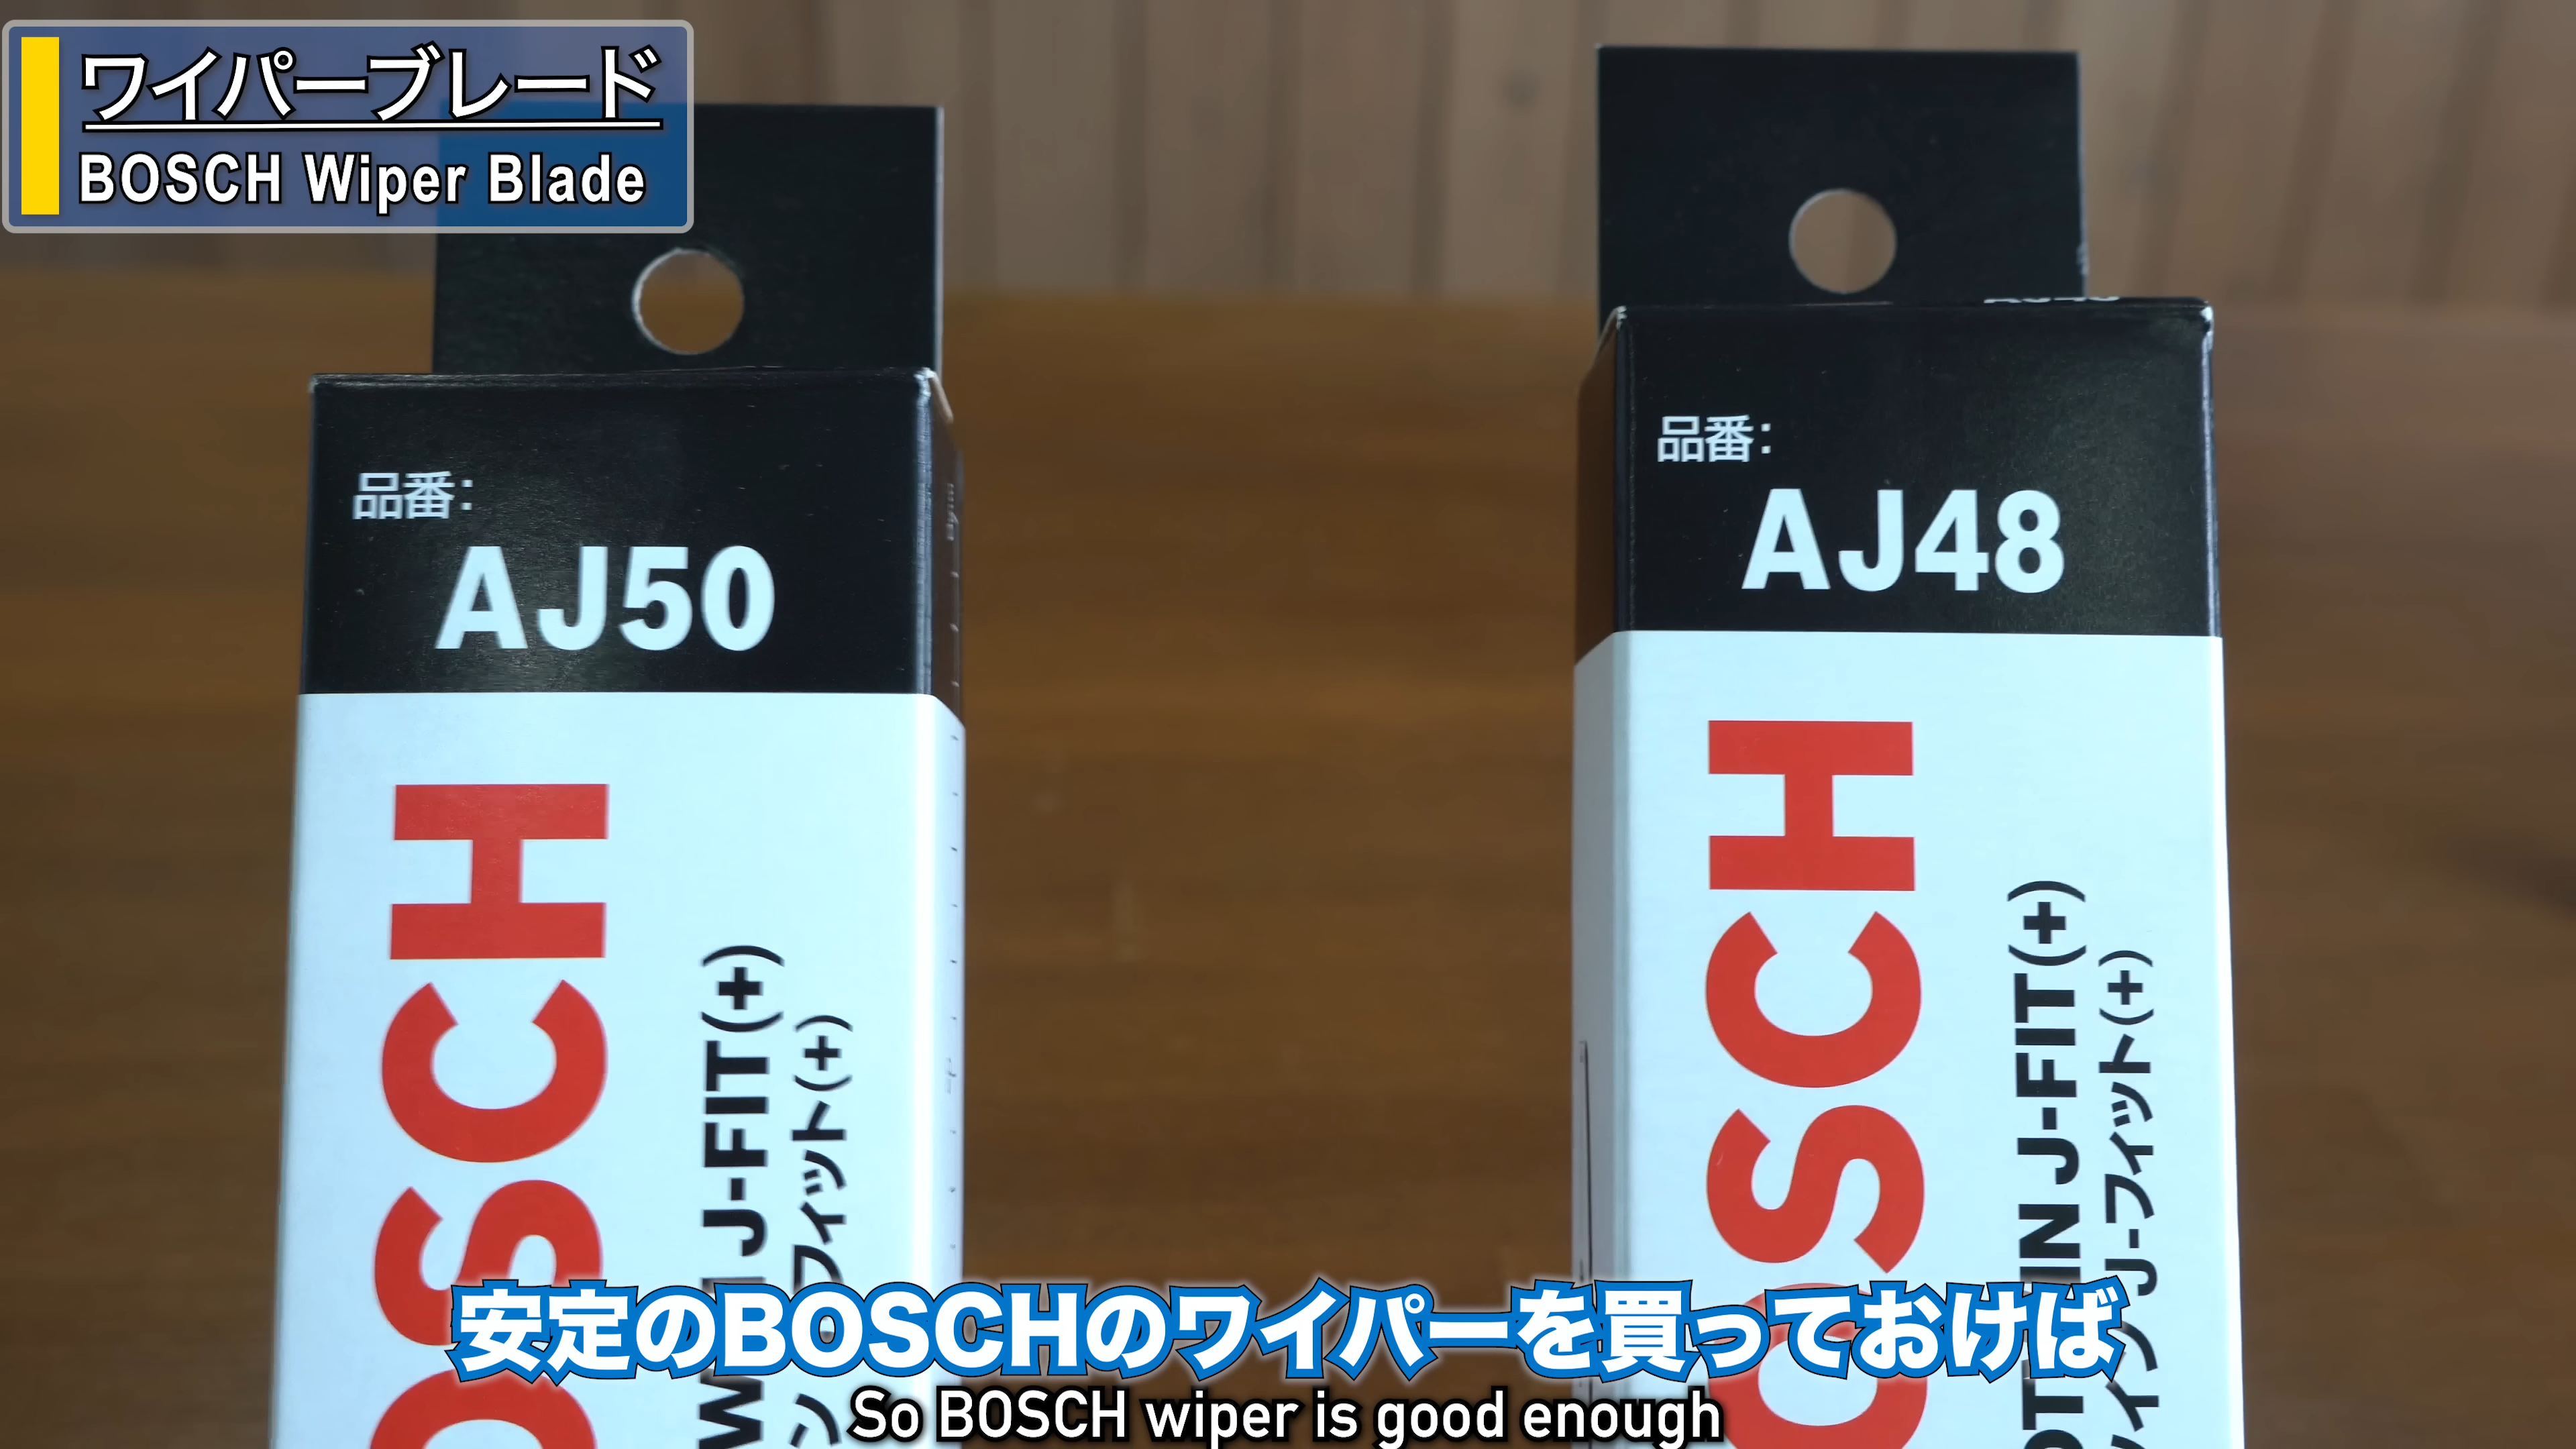 ワイパーブレード
BOSCH Wiper Blade
品番:
AJ50
品番:
AJ48
J-FIT(+)
フィット(+)
J-FIT(+)
J-フィット(+)
安定のBOSCHのワイパーを買っておけば
So BOSCH wiper is good enough